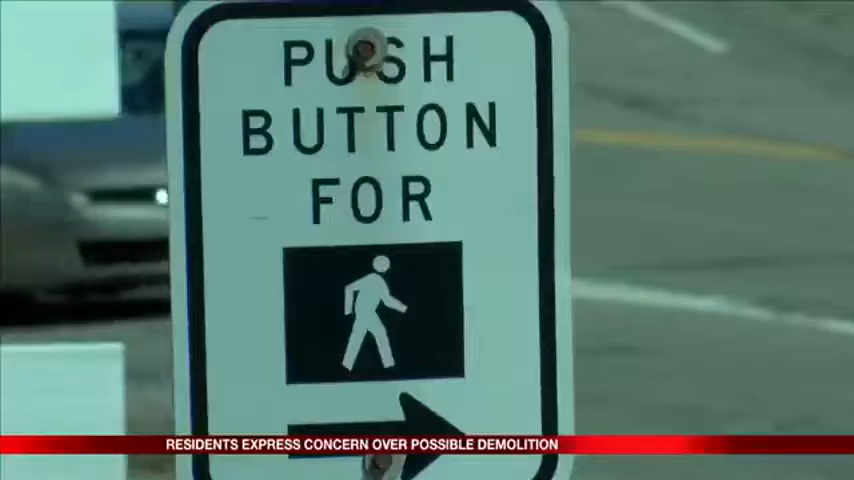 PUSH
BUTTON
FOR
RESIDENTS EXPRESS CONCERN OVER POSSIBLE DEMOLITION